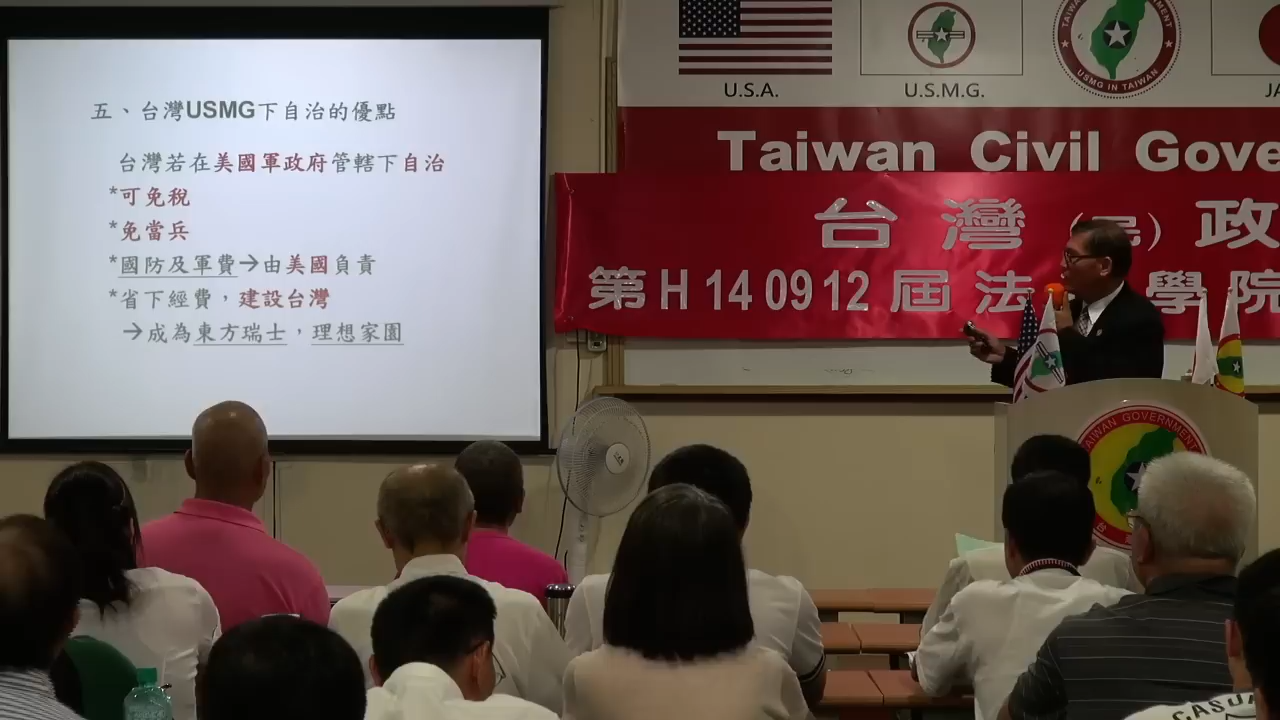 五、台灣USMG下自治的優點
台灣若在美國軍政府管轄下自治
*可免稅
*免當兵
*國防及軍費→由美國負責
*省下經費，建設台灣
→成為東方瑞士，理想家園
U.S.A.
U.S.M.G.
JA
USMG IN TAIWAN
Taiwan Civil Gove
台灣（民）政
第H 14 09 12 屆法 學院
TAIWAN GOVERNMENT
台
CASUA